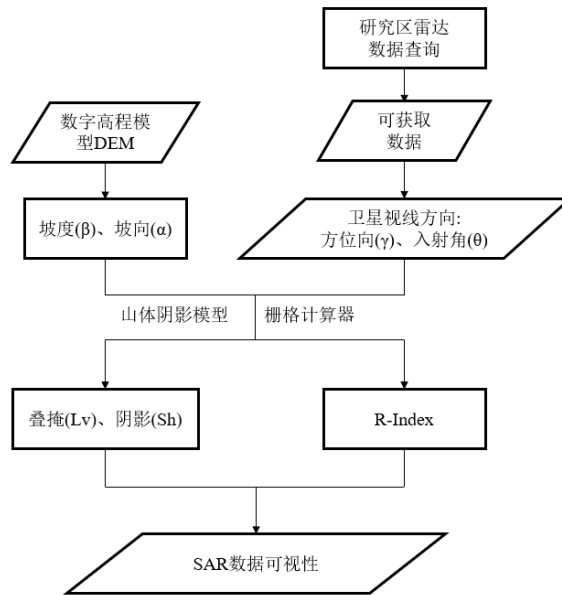 研究区雷达
数据查询
数字高程模
型DEM
可获取
数据
坡度(β)、坡向(α)
卫星视线方向:
方位向(γ)、入射角(θ)
山体阴影模型
栅格计算器
叠掩(Lv)、阴影(Sh)
R-Index
SAR数据可视性